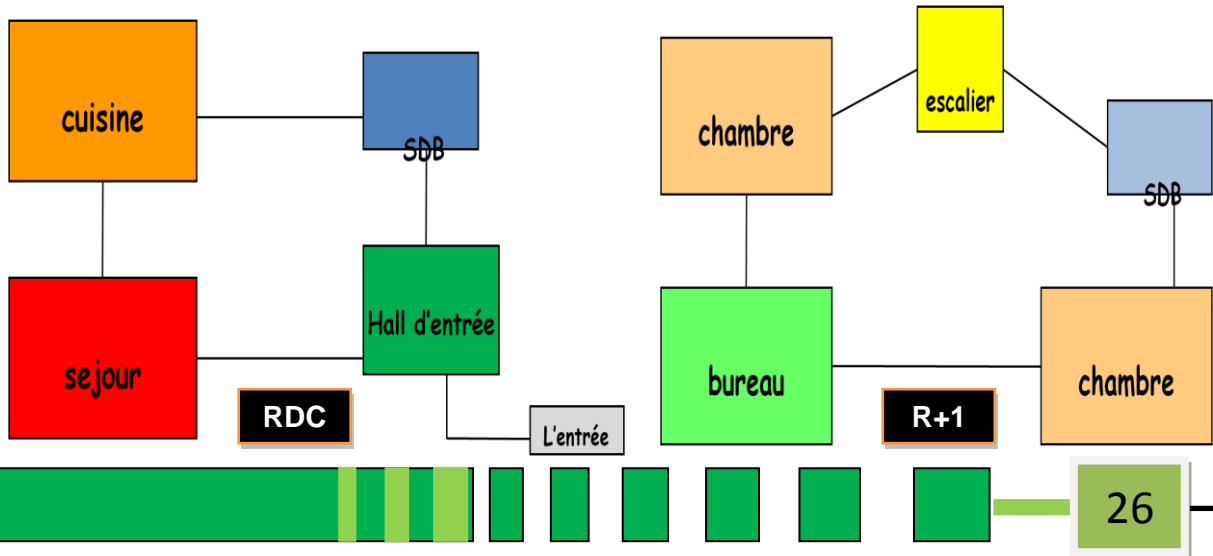 cuisine
SDB
sejour
Hall d'entrée
RDC
L'entrée
chambre
escalier
SDB
bureau
chambre
R+1
26